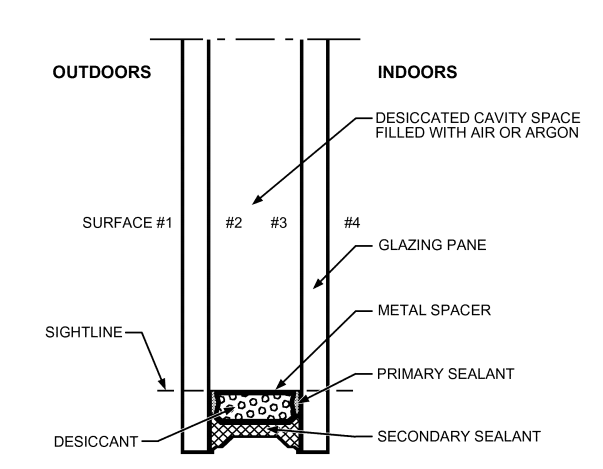 OUTDOORS
INDOORS
DESICCATED CAVITY SPACE
FILLED WITH AIR OR ARGON
SURFACE #1
#2
#3
#4
GLAZING PANE
METAL SPACER
SIGHTLINE
PRIMARY SEALANT
DESICCANT
SECONDARY SEALANT